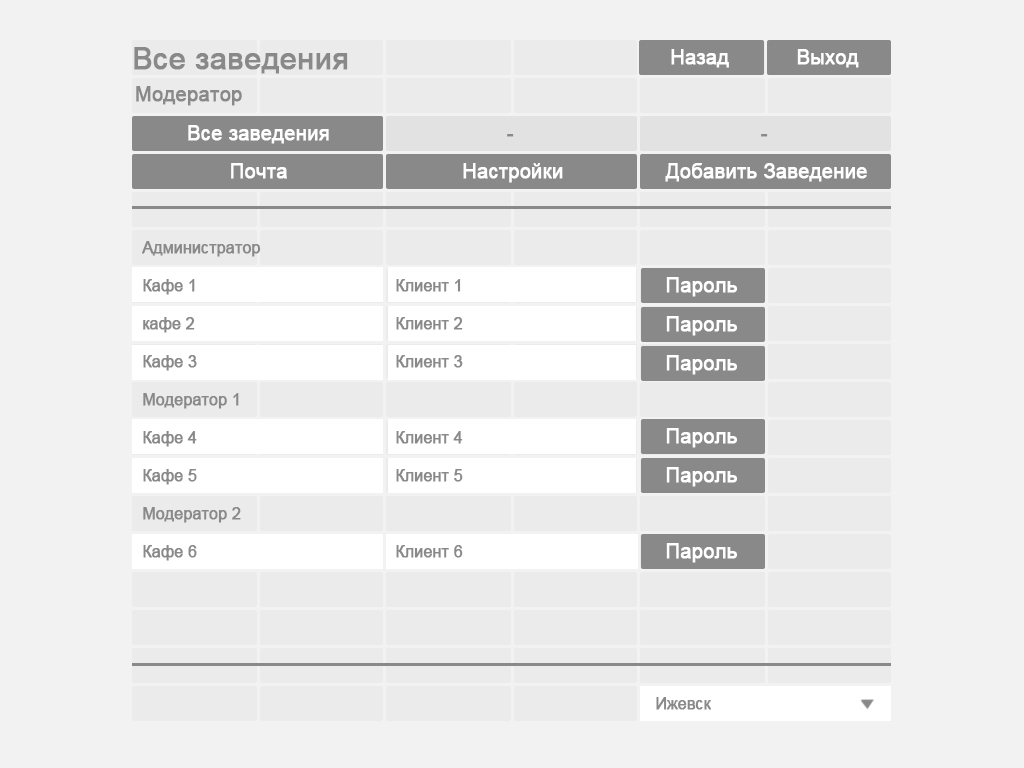 Все заведения
Назад
Выход
Модератор
Все заведения
-
-
Почта
Настройки
Добавить Заведение
Администратор
Кафе 1
Клиент 1
Пароль
кафе 2
Клиент 2
Пароль
Кафе 3
Клиент 3
Пароль
Модератор 1
Кафе 4
Клиент 4
Пароль
Кафе 5
Клиент 5
Пароль
Модератор 2
Кафе 6
Клиент 6
Пароль
Ижевск